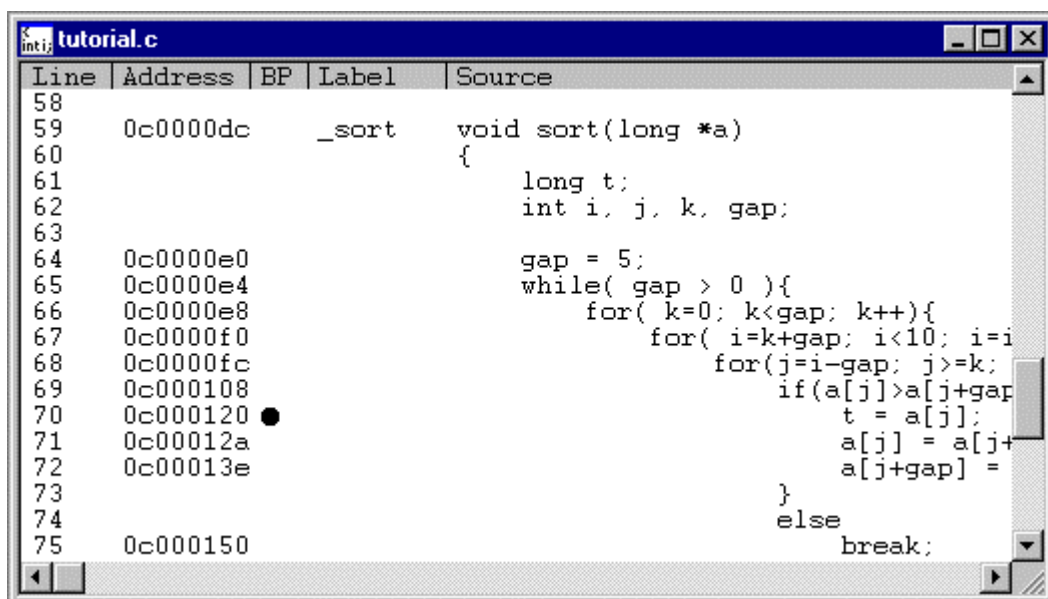 inti; tutorial.c
Line Address BP Label Source
58
59 0c0000dc _sort void sort(long *a)
60 {
61 long t;
62 int i, j, k, gap;
63
64 0c0000e0 gap = 5;
65 0c0000e4 while( gap > 0 ){
66 0c0000e8 for( k=0; k<gap; k++){
67 0c0000f0 for( i=k+gap; i<10; i=i
68 0c0000fc for(j=i-gap; j>=k;
69 0c000108 if(a[j]>a[j+gap
70 0c000120 t = a[j];
71 0c00012a a[j] = a[j+
72 0c00013e a[j+gap] =
73 }
74 else
75 0c000150 break;